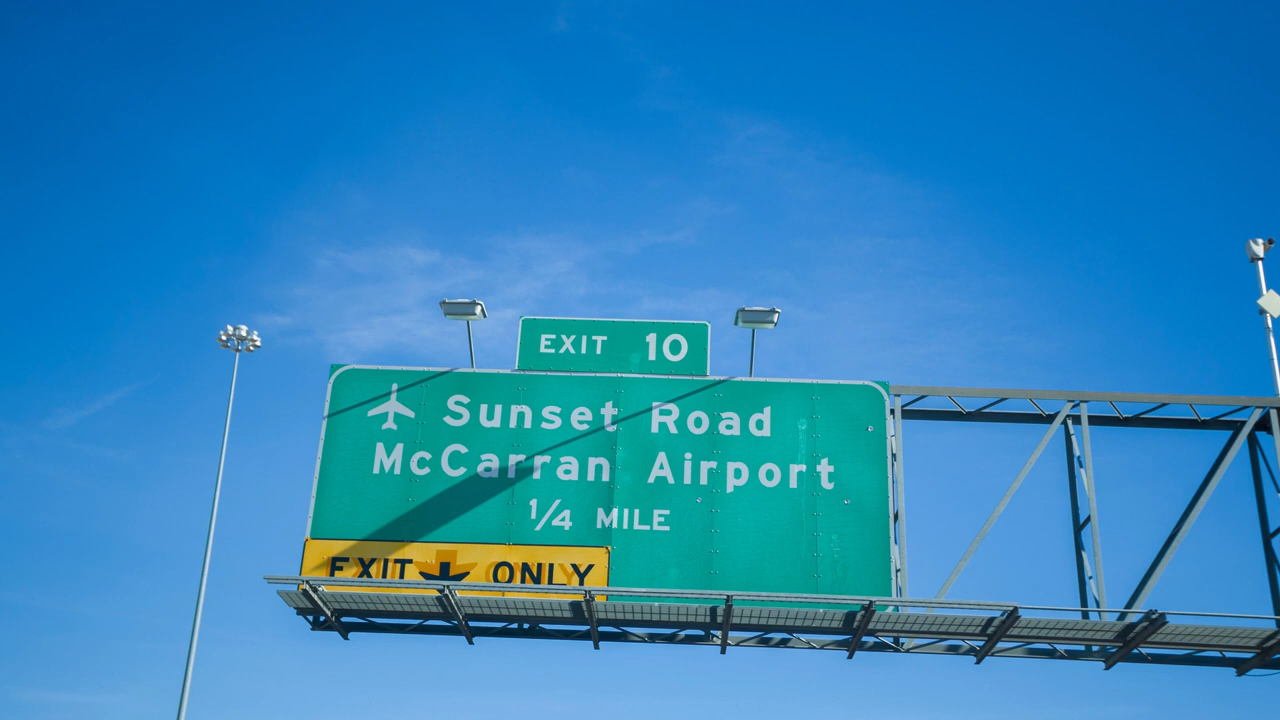 EXIT 10
Sunset Road
McCarran Airport
1/4 MILE
EXIT ONLY